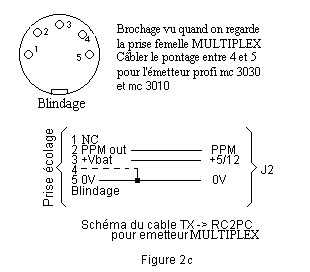 2
3
4
1
5
Blindage
Brochage vu quand on regarde
la prise femelle MULTIPLEX
Câbler le pontage entre 4 et 5
pour l'émetteur profi mc 3030
et mc 3010
Prise écolage
1 NC
2 PPM out PPM
3 +Vbat +5/12
4
5 0V 0V
Blindage
J2
Schéma du cable TX -> RC2PC
pour emetteur MULTIPLEX
Figure 2c